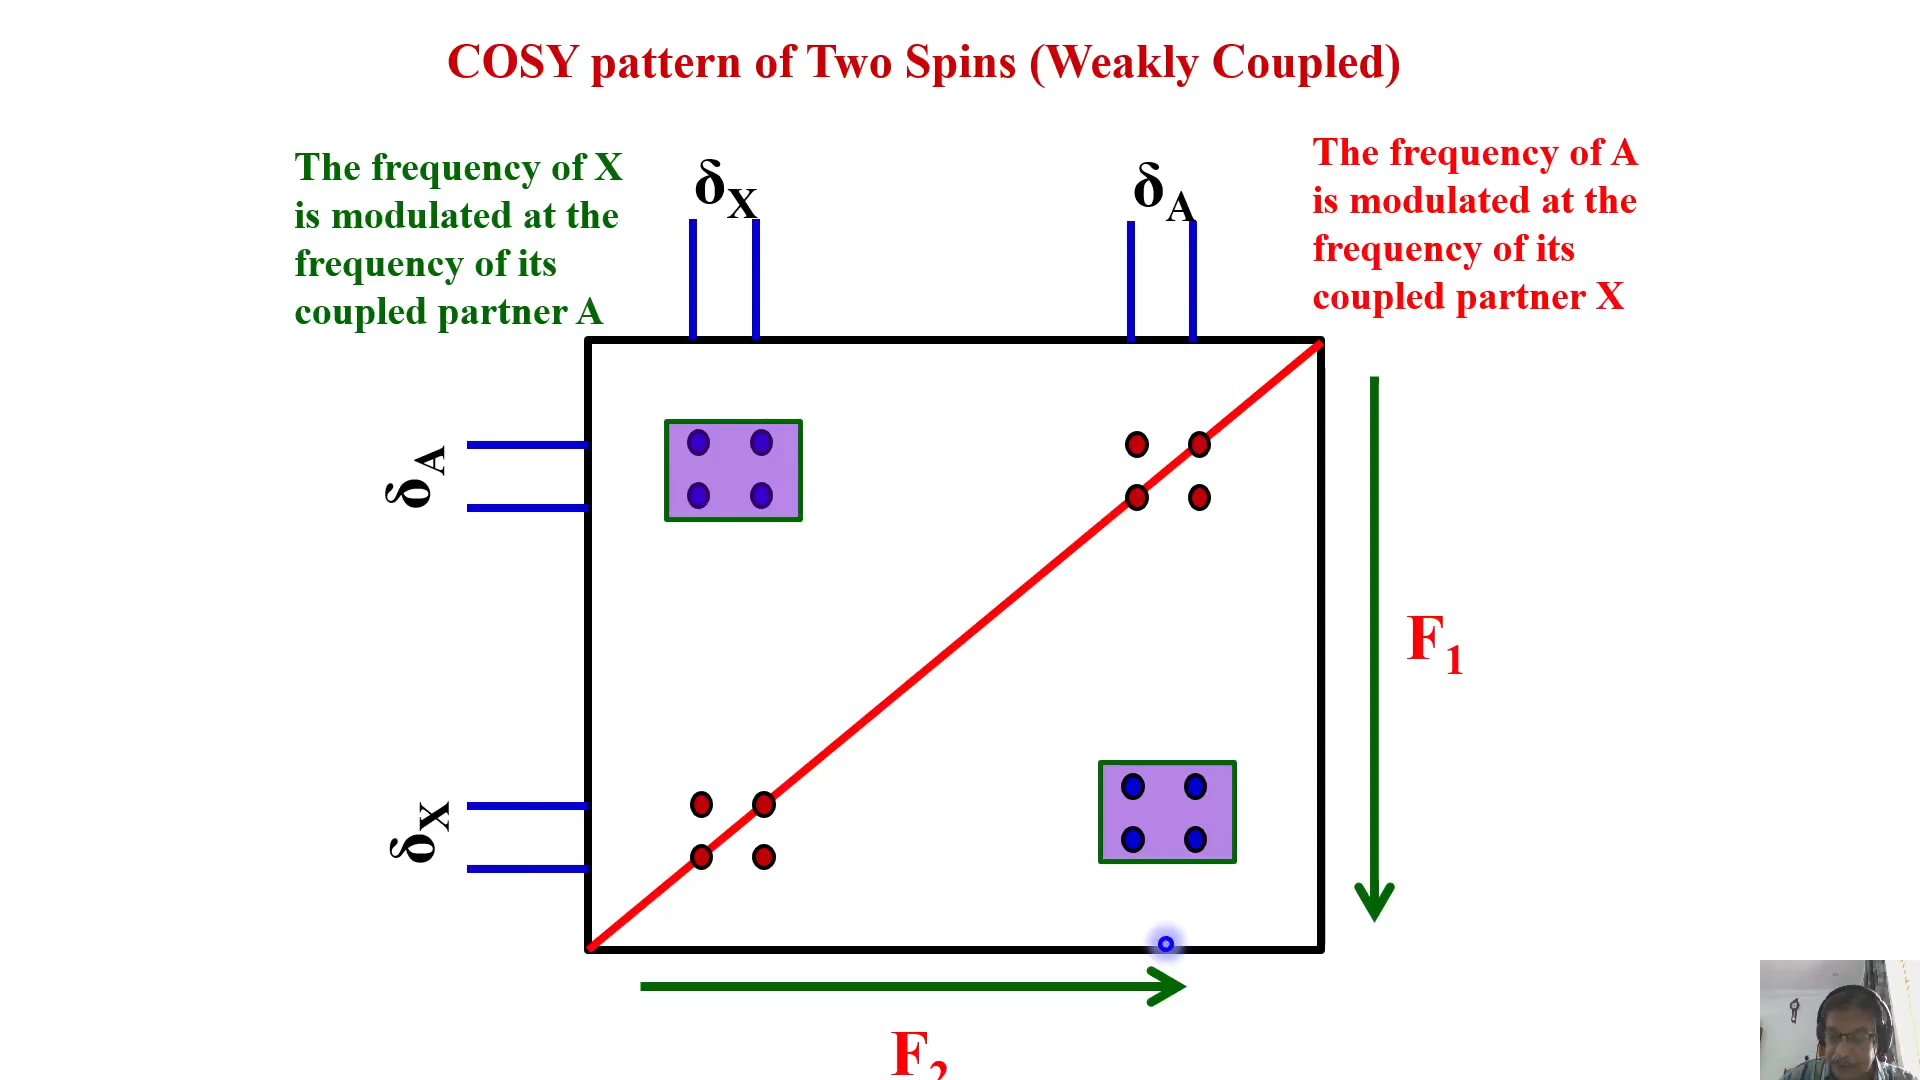 COSY pattern of Two Spins (Weakly Coupled)
The frequency of X
is modulated at the
frequency of its
coupled partner A
δX
δA
The frequency of A
is modulated at the
frequency of its
coupled partner X
δA
δX
F1
F2